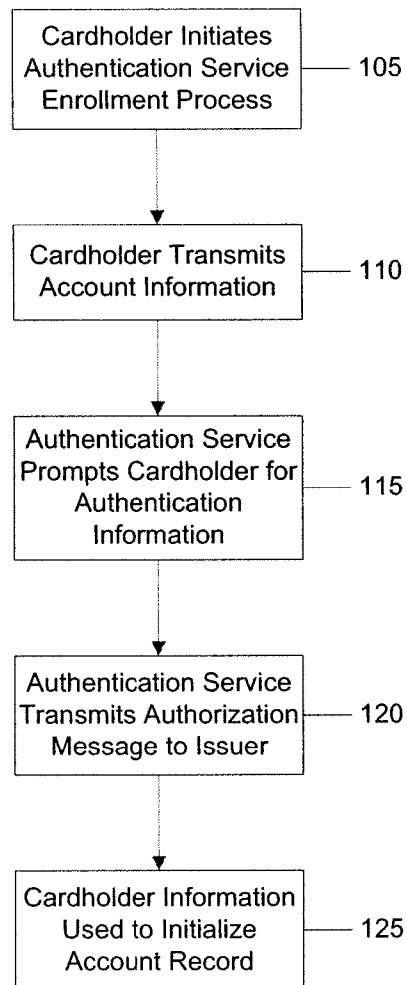 Cardholder Initiates
Authentication Service
Enrollment Process
105
Cardholder Transmits
Account Information
110
Authentication Service
Prompts Cardholder for
Authentication
Information
115
Authentication Service
Transmits Authorization
Message to Issuer
120
Cardholder Information
Used to Initialize
Account Record
125